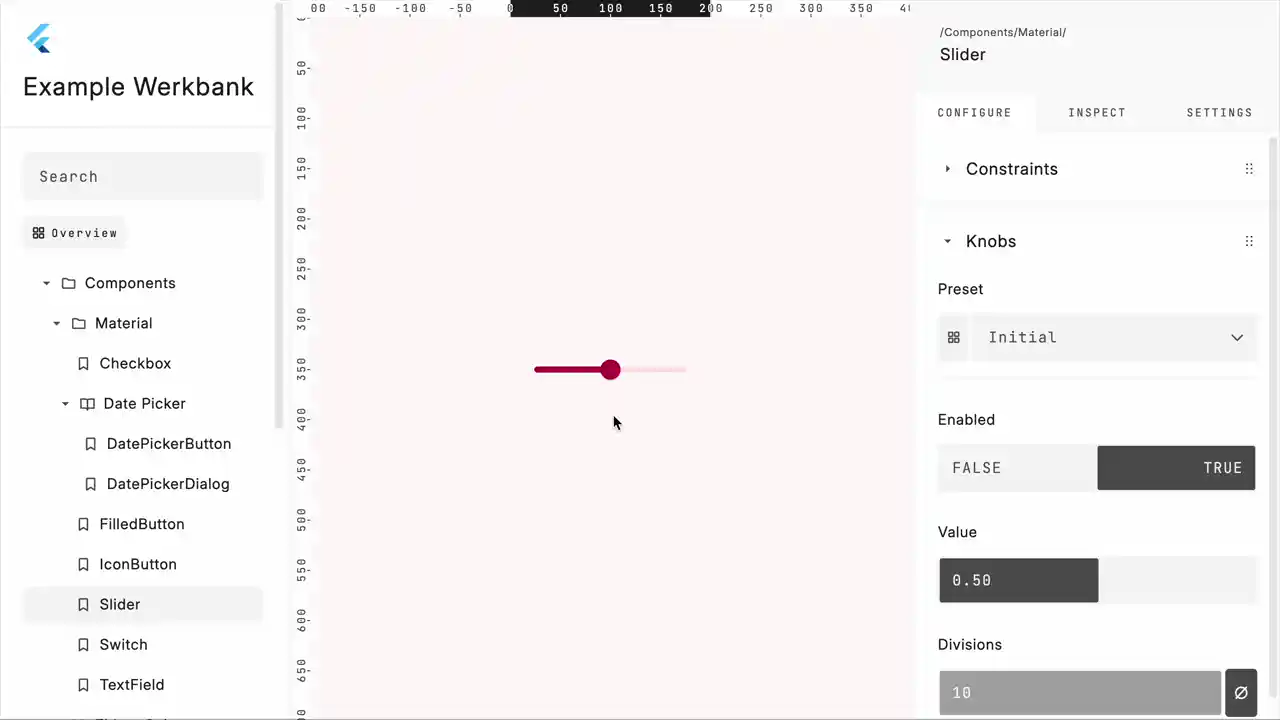 00 -150 -100 -50 0 50 100 150 200 250 300 350
Example Werkbank
Search
Overview
Components
Material
Checkbox
Date Picker
DatePickerButton
DatePickerDialog
FilledButton
IconButton
Slider
Switch
TextField
50
100
150
200
250
300
350
400
450
500
550
600
650
/Components/Material/
Slider
CONFIGURE INSPECT SETTINGS
Constraints
Knobs
Preset
Initial
Enabled
FALSE TRUE
Value
0.50
Divisions
10